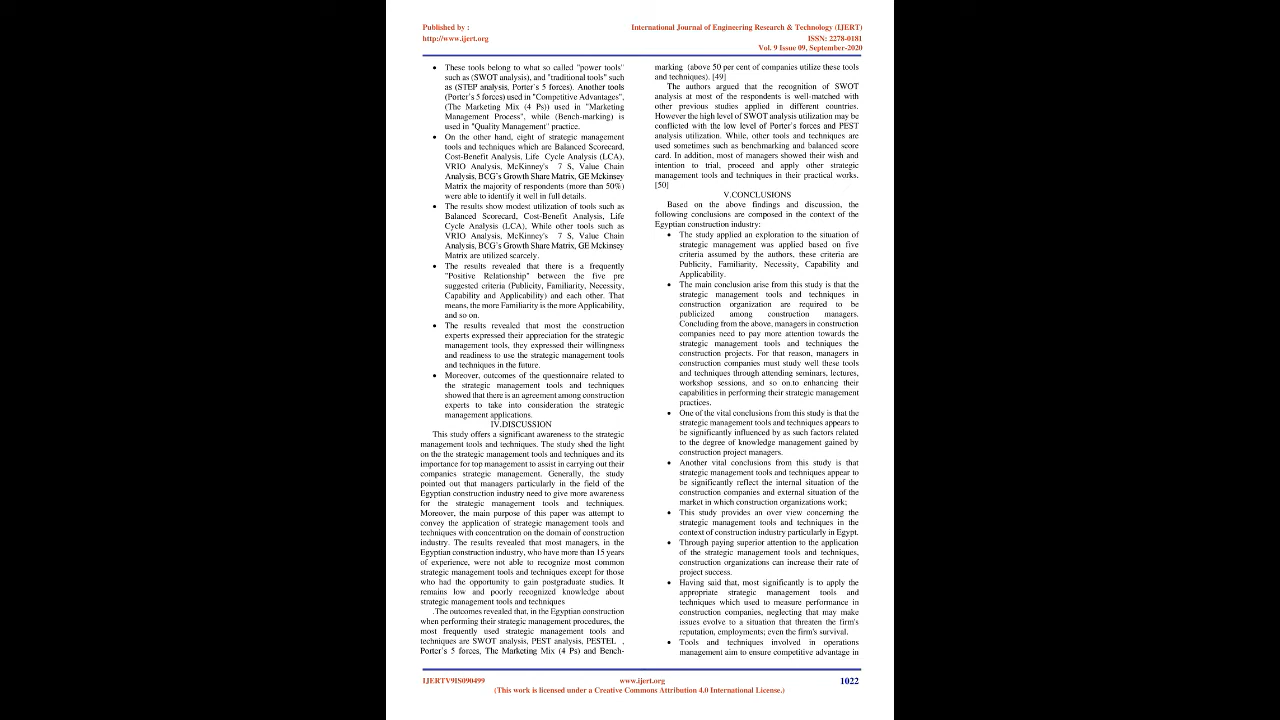 Published by :
International Journal of Engineering Research & Technology (IJERT)
http://www.ijert.org
ISSN: 2278-0181
Vol. 9 Issue 09, September-2020
• These tools belong to what so called "power tools"
such as (SWOT analysis), and "traditional tools" such
as (STEP analysis, Porter's 5 forces). Another tools
(Porter's 5 forces) used in "Competitive Advantages",
(The Marketing Mix (4 Ps)) used in "Marketing
Management Process", while (Bench-marking) is
used in "Quality Management" practice.
• On the other hand, eight of strategic management
tools and techniques which are Balanced Scorecard,
Cost-Benefit Analysis, Life Cycle Analysis (LCA),
VRIO Analysis, McKinney's 7 S, Value Chain
Analysis, BCG's Growth Share Matrix, GE Mckinsey
Matrix the majority of respondents (more than 50%)
were able to identify it well in full details.
• The results show modest utilization of tools such as
Balanced Scorecard, Cost-Benefit Analysis, Life
Cycle Analysis (LCA), While other tools such as
VRIO Analysis, McKinney's 7 S, Value Chain
Analysis, BCG's Growth Share Matrix, GE Mckinsey
Matrix are utilized scarcely.
• The results revealed that there is a frequently
"Positive Relationship" between the five pre
suggested criteria (Publicity, Familiarity, Necessity,
Capability and Applicability) and each other. That
means, the more Familiarity is the more Applicability,
and so on.
• The results revealed that most the construction
experts expressed their appreciation for the strategic
management tools, they expressed their willingness
and readiness to use the strategic management tools
and techniques in the future.
• Moreover, outcomes of the questionnaire related to
the strategic management tools and techniques
showed that there is an agreement among construction
experts to take into consideration the strategic
management applications.
IV.DISCUSSION
This study offers a significant awareness to the strategic
management tools and techniques. The study shed the light
on the the strategic management tools and techniques and its
importance for top management to assist in carrying out their
companies strategic management. Generally, the study
pointed out that managers particularly in the field of the
Egyptian construction industry need to give more awareness
for the strategic management tools and techniques.
Moreover, the main purpose of this paper was attempt to
convey the application of strategic management tools and
techniques with concentration on the domain of construction
industry. The results revealed that most managers, in the
Egyptian construction industry, who have more than 15 years
of experience, were not able to recognize most common
strategic management tools and techniques except for those
who had the opportunity to gain postgraduate studies. It
remains low and poorly recognized knowledge about
strategic management tools and techniques
.The outcomes revealed that, in the Egyptian construction
when performing their strategic management procedures, the
most frequently used strategic management tools and
techniques are SWOT analysis, PEST analysis, PESTEL ,
Porter's 5 forces, The Marketing Mix (4 Ps) and Bench-
marking (above 50 per cent of companies utilize these tools
and techniques). [49]
The authors argued that the recognition of SWOT
analysis at most of the respondents is well-matched with
other previous studies applied in different countries.
However the high level of SWOT analysis utilization may be
conflicted with the low level of Porter's forces and PEST
analysis utilization. While, other tools and techniques are
used sometimes such as benchmarking and balanced score
card. In addition, most of managers showed their wish and
intention to trial, proceed and apply other strategic
management tools and techniques in their practical works.
[50]
V.CONCLUSIONS
Based on the above findings and discussion, the
following conclusions are composed in the context of the
Egyptian construction industry:
• The study applied an exploration to the situation of
strategic management was applied based on five
criteria assumed by the authors, these criteria are
Publicity, Familiarity, Necessity, Capability and
Applicability.
• The main conclusion arise from this study is that the
strategic management tools and techniques in
construction organization are required to be
publicized among construction managers.
Concluding from the above, managers in construction
companies need to pay more attention towards the
strategic management tools and techniques the
construction projects. For that reason, managers in
construction companies must study well these tools
and techniques through attending seminars, lectures,
workshop sessions, and so on.to enhancing their
capabilities in performing their strategic management
practices.
• One of the vital conclusions from this study is that the
strategic management tools and techniques appears to
be significantly influenced by as such factors related
to the degree of knowledge management gained by
construction project managers.
• Another vital conclusions from this study is that
strategic management tools and techniques appear to
be significantly reflect the internal situation of the
construction companies and external situation of the
market in which construction organizations work;
• This study provides an over view concerning the
strategic management tools and techniques in the
context of construction industry particularly in Egypt.
• Through paying superior attention to the application
of the strategic management tools and techniques,
construction organizations can increase their rate of
project success.
• Having said that, most significantly is to apply the
appropriate strategic management tools and
techniques which used to measure performance in
construction companies, neglecting that may make
issues evolve to a situation that threaten the firm's
reputation, employments; even the firm's survival.
• Tools and techniques involved in operations
management aim to ensure competitive advantage in
IJERTV9IS090499
www.ijert.org
1022
(This work is licensed under a Creative Commons Attribution 4.0 International License.)